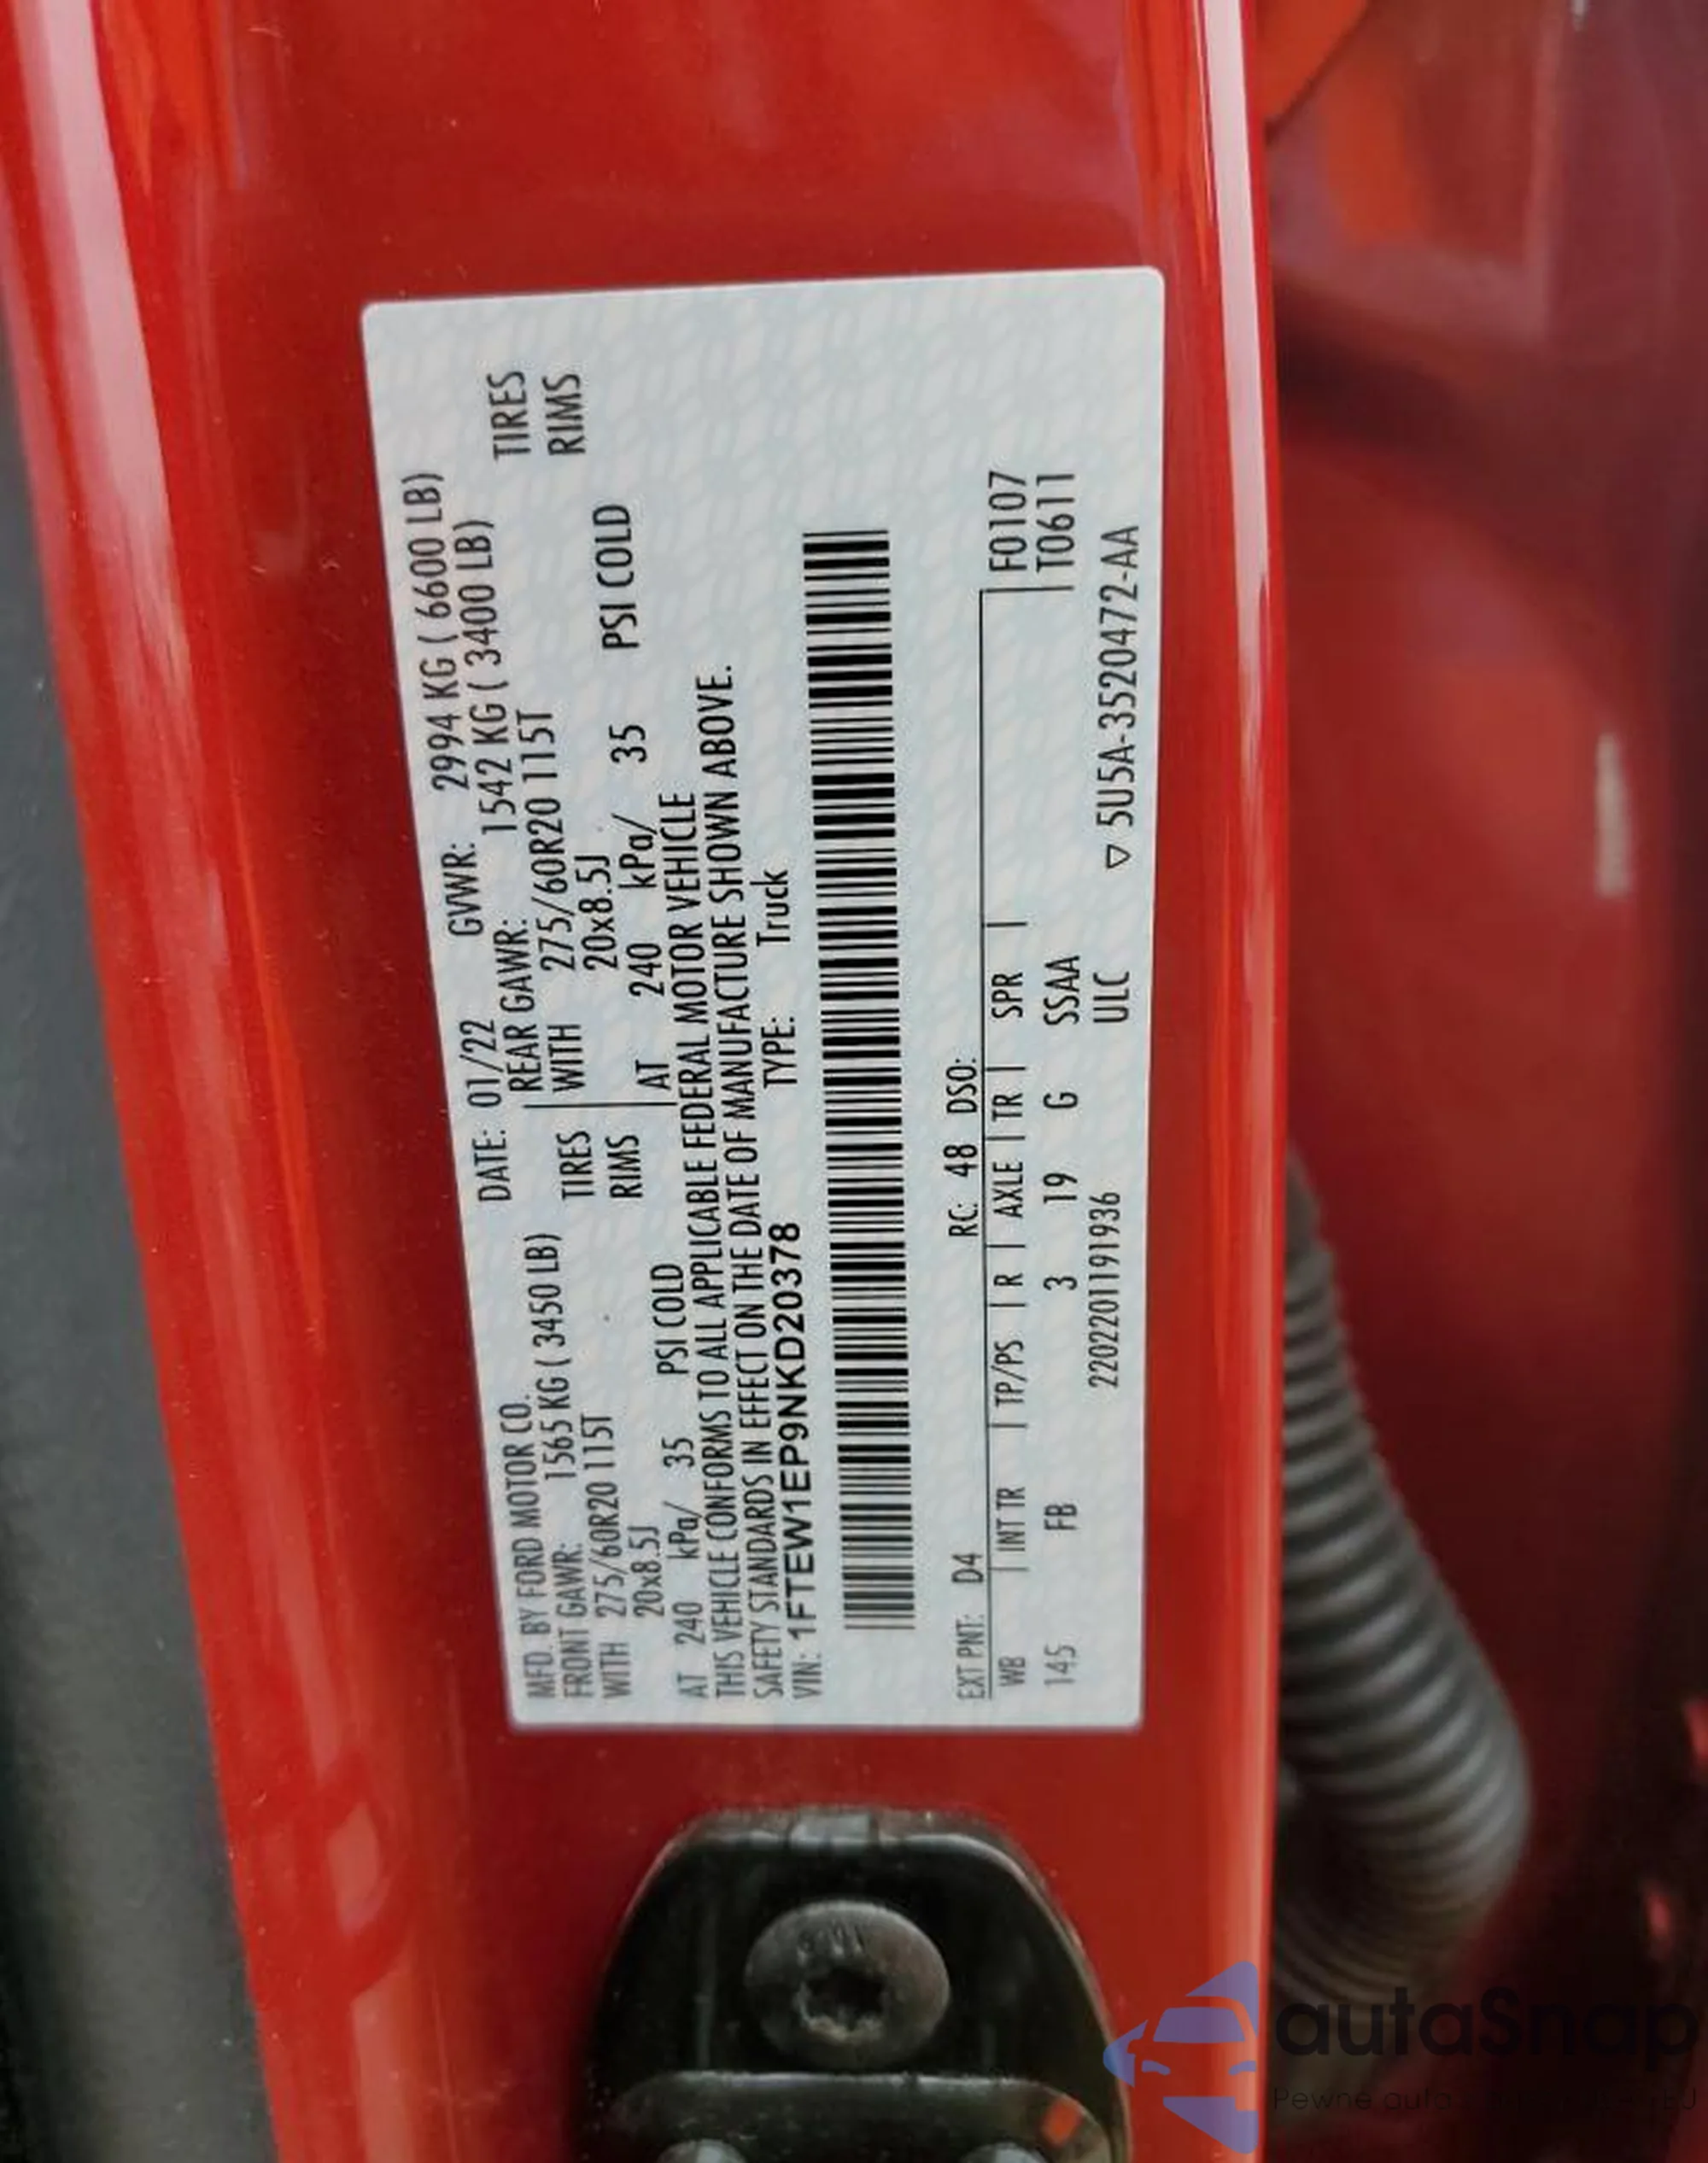 MFD. BY FORD MOTOR CO. DATE: 01/22 GVWR: 2994 KG ( 6600 LB)
FRONT GAWR: 1565 KG ( 3450 LB) REAR GAWR: 1542 KG ( 3400 LB)
WITH 275/60R20 115T TIRES WITH 275/60R20 115T TIRES
20x8.5J RIMS 20x8.5J RIMS
AT 240 kPa/ 35 PSI COLD AT 240 kPa/ 35 PSI COLD
THIS VEHICLE CONFORMS TO ALL APPLICABLE FEDERAL MOTOR VEHICLE
SAFETY STANDARDS IN EFFECT ON THE DATE OF MANUFACTURE SHOWN ABOVE.
VIN: 1FTEW1EP9NKD20378 TYPE: Truck
EXT PNT: D4 RC: 48 DSO:
WB | INT TR | TP/PS | R | AXLE | TR | SPR | F0107
145 FB 3 19 G SSAA T0611
2202201191936 ULC ▽ 5U5A-3520472-AA
autaSnap
Pewne auta